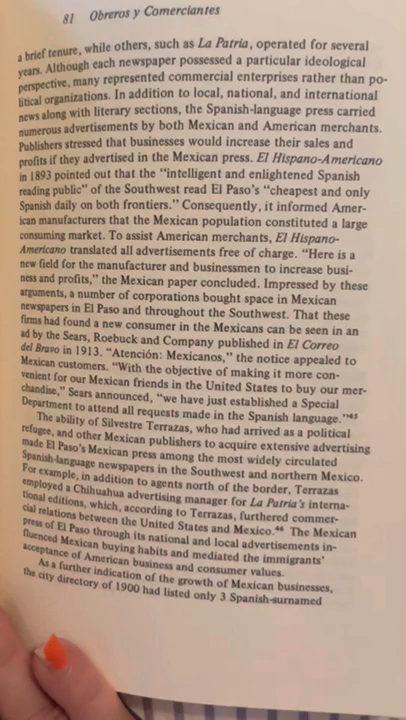 81 Obreros y Comerciantes
a brief tenure, while others, such as La Patria, operated for several
years. Although each newspaper possessed a particular ideological
perspective, many represented commercial enterprises rather than po-
litical organizations. In addition to local, national, and international
news along with literary sections, the Spanish-language press carried
numerous advertisements by both Mexican and American merchants.
Publishers stressed that businesses would increase their sales and
profits if they advertised in the Mexican press. El Hispano-Americano
in 1893 pointed out that the "intelligent and enlightened Spanish
reading public" of the Southwest read El Paso's "cheapest and only
Spanish daily on both frontiers." Consequently, it informed Amer-
ican manufacturers that the Mexican population constituted a large
consuming market. To assist American merchants, El Hispano-
Americano translated all advertisements free of charge. "Here is a
new field for the manufacturer and businessmen to increase busi-
ness and profits," the Mexican paper concluded. Impressed by these
arguments, a number of corporations bought space in Mexican
newspapers in El Paso and throughout the Southwest. That these
firms had found a new consumer in the Mexicans can be seen in an
ad by the Sears, Roebuck and Company published in El Correo
del Bravo in 1913. "Atención: Mexicanos," the notice appealed to
Mexican customers. "With the objective of making it more con-
venient for our Mexican friends in the United States to buy our mer-
chandise," Sears announced, "we have just established a Special
Department to attend all requests made in the Spanish language."45
The ability of Silvestre Terrazas, who had arrived as a political
refugee, and other Mexican publishers to acquire extensive advertising
made El Paso's Mexican press among the most widely circulated
Spanish-language newspapers in the Southwest and northern Mexico.
For example, in addition to agents north of the border, Terrazas
employed a Chihuahua advertising manager for La Patria's interna-
tional editions, which, according to Terrazas, furthered commer-
cial relations between the United States and Mexico.46 The Mexican
press of El Paso through its national and local advertisements in-
fluenced Mexican buying habits and mediated the immigrants'
acceptance of American business and consumer values.
As a further indication of the growth of Mexican businesses,
the city directory of 1900 had listed only 3 Spanish-surnamed